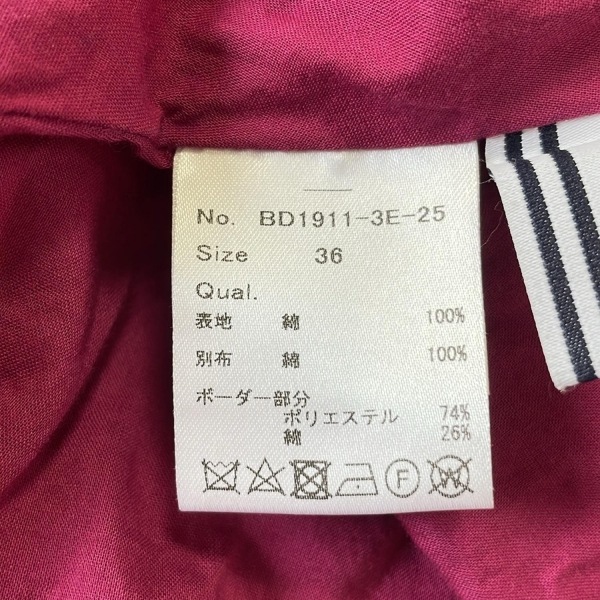 No. BD1911-3E-25
Size 36
Qual.
表地 綿 100%
別布 綿 100%
ボーダー部分
ポリエステル 74%
綿 26%
F W